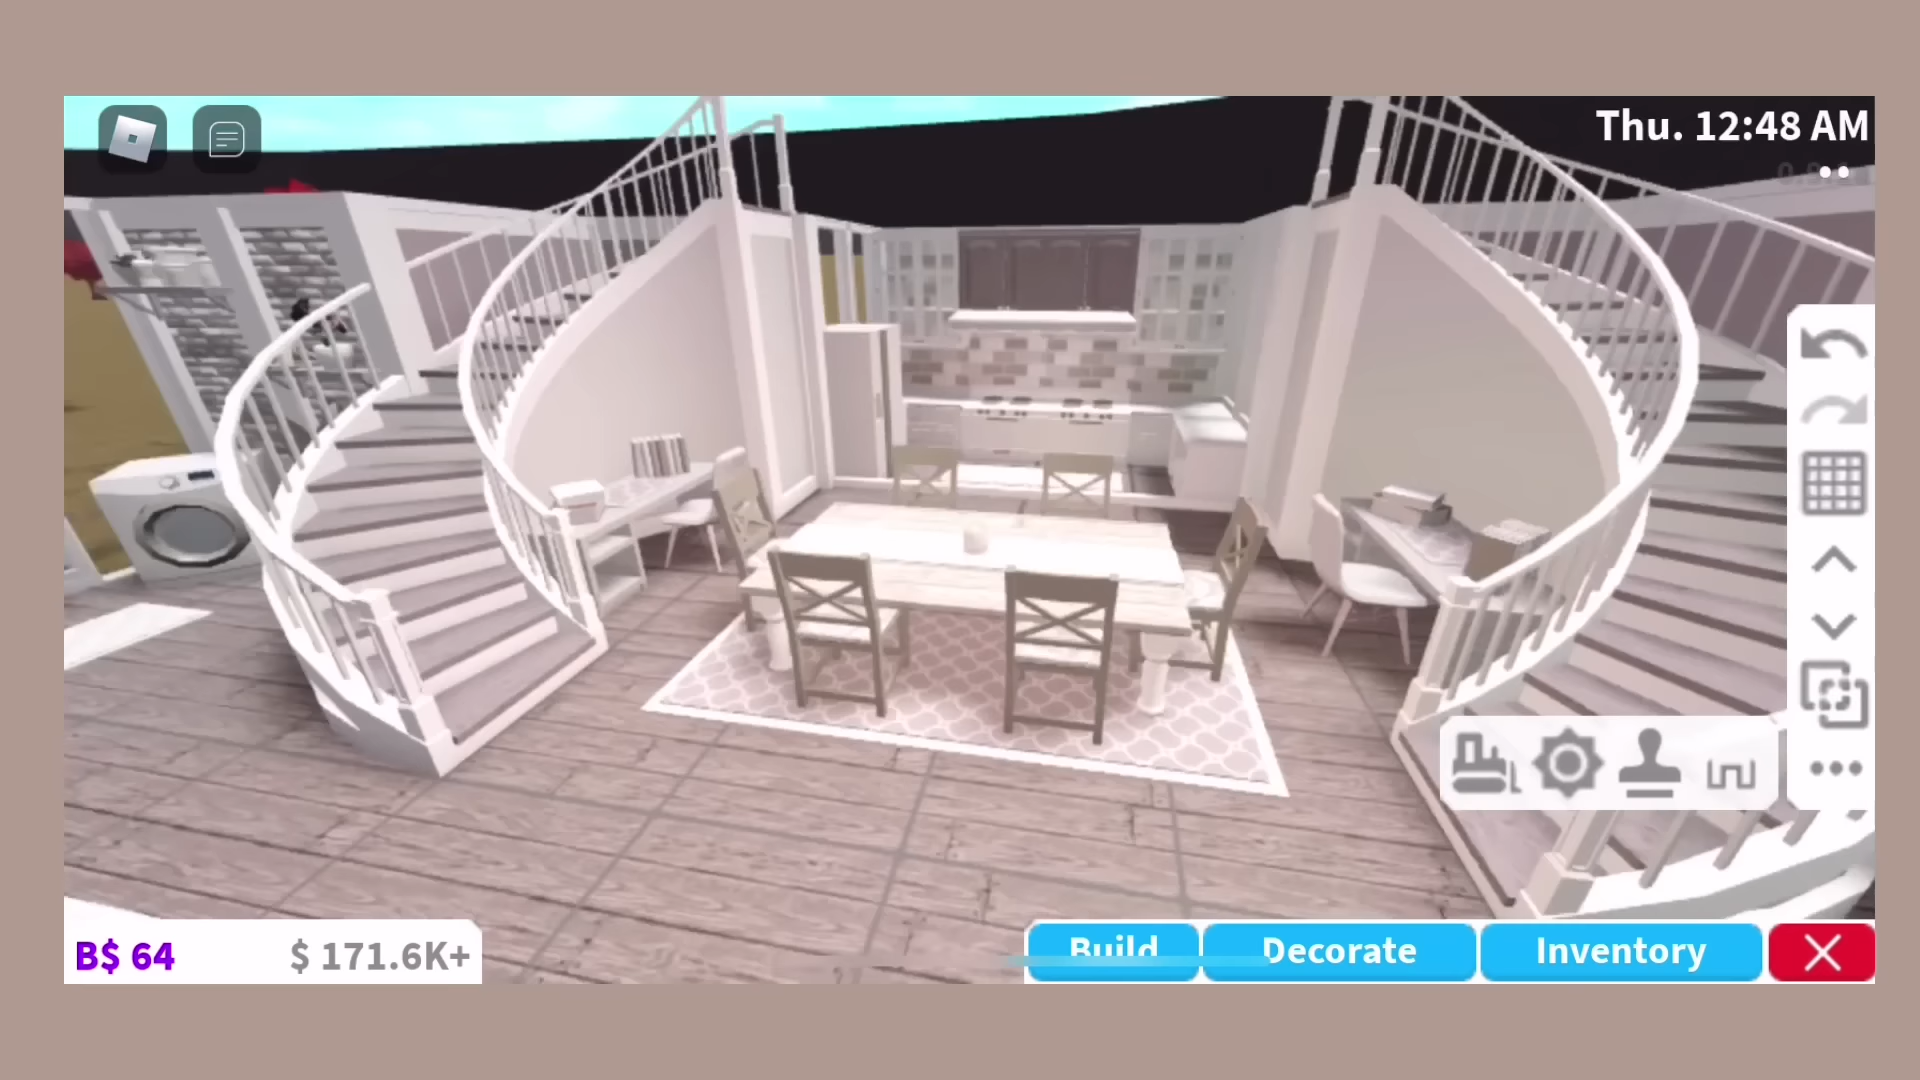 Thu. 12:48 AM
B$ 64
$ 171.6K+
Build
Decorate
Inventory